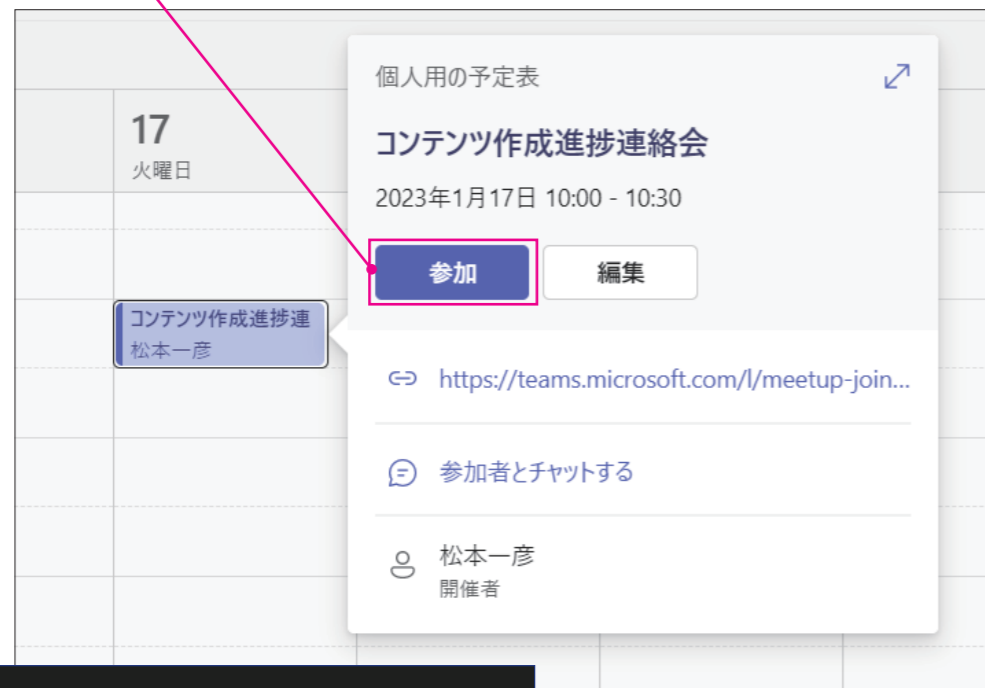 17
火曜日
コンテンツ作成進捗連
松本一彦
個人用の予定表
コンテンツ作成進捗連絡会
2023年1月17日 10:00 - 10:30
参加 編集
https://teams.microsoft.com/l/meetup-join...
参加者とチャットする
松本一彦
開催者